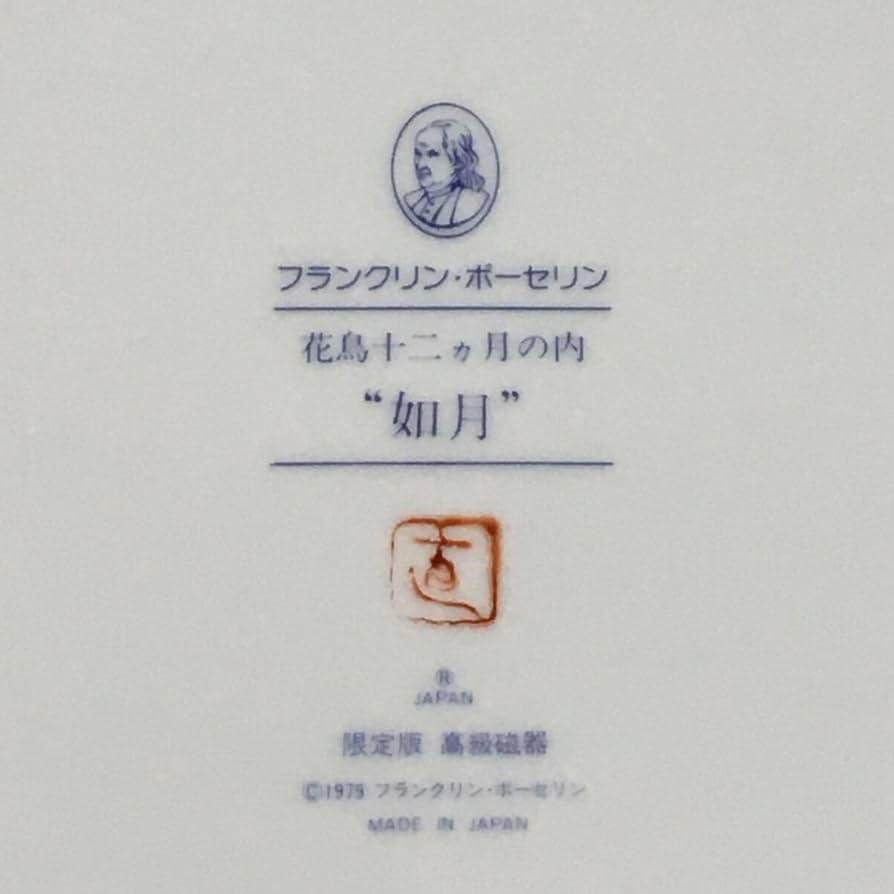 フランクリン・ポーセリン
花鳥十二ヵ月の内
“如月”
®
JAPAN
限定版 高級磁器
©1979 フランクリン・ポーセリン
MADE IN JAPAN